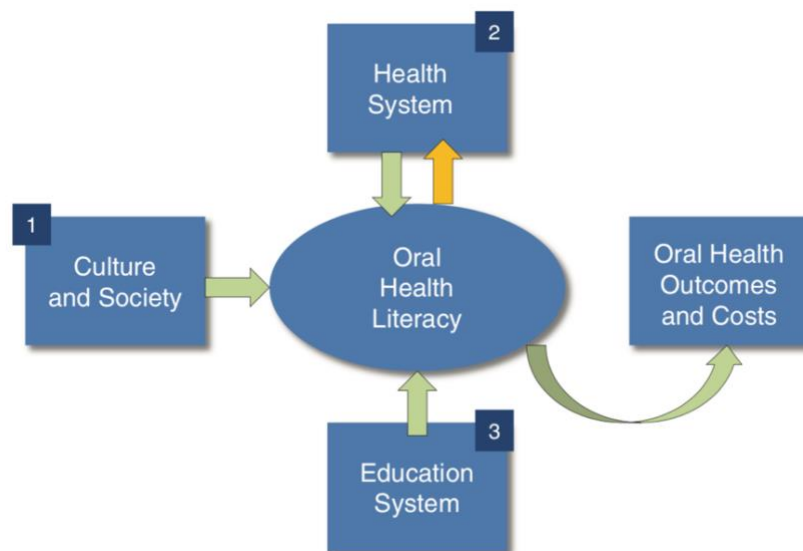 2
Health
System
1
Culture
and Society
Oral
Health
Literacy
Oral Health
Outcomes
and Costs
3
Education
System